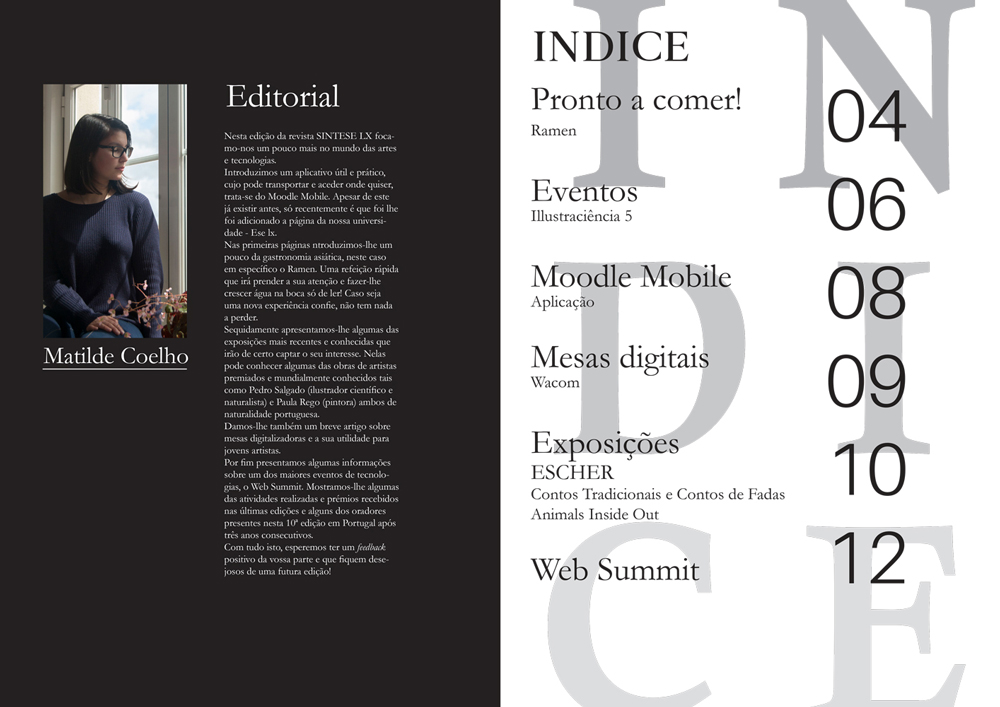 Editorial
Nesta edição da revista SINTESE LX foca-
mo-nos um pouco mais no mundo das artes
e tecnologias.
Introduzimos um aplicativo útil e prático,
cujo pode transportar e aceder onde quiser,
trata-se do Moodle Mobile. Apesar de este
já existir antes, só recentemente é que foi lhe
foi adicionado a página da nossa universi-
dade - Ese lx.
Nas primeiras páginas ntroduzimos-lhe um
pouco da gastronomia asiática, neste caso
em específico o Ramen. Uma refeição rápida
que irá prender a sua atenção e fazer-lhe
crescer água na boca só de ler! Caso seja
uma nova experiência confie, não tem nada
a perder.
Sequidamente apresentamos-lhe algumas das
exposições mais recentes e conhecidas que
irão de certo captar o seu interesse. Nelas
pode conhecer algumas das obras de artistas
premiados e mundialmente conhecidos tais
como Pedro Salgado (ilustrador científico e
naturalista) e Paula Rego (pintora) ambos de
naturalidade portuguesa.
Damos-lhe também um breve artigo sobre
mesas digitalizadoras e a sua utilidade para
jovens artistas.
Por fim presentamos algumas informações
sobre um dos maiores eventos de tecnolo-
gias, o Web Summit. Mostramos-lhe algumas
das atividades realizadas e prémios recebidos
nas últimas edições e alguns dos oradores
presentes nesta 10ª edição em Portugal após
três anos consecutivos.
Com tudo isto, esperemos ter um feedback
positivo da vossa parte e que fiquem dese-
josos de uma futura edição!
Matilde Coelho
INDICE
Pronto a comer!
Ramen
04
Eventos
Illustraciência 5
06
Moodle Mobile
Aplicação
08
Mesas digitais
Wacom
09
Exposições
ESCHER
Contos Tradicionais e Contos de Fadas
Animals Inside Out
10
Web Summit
12
I N
D I
C E